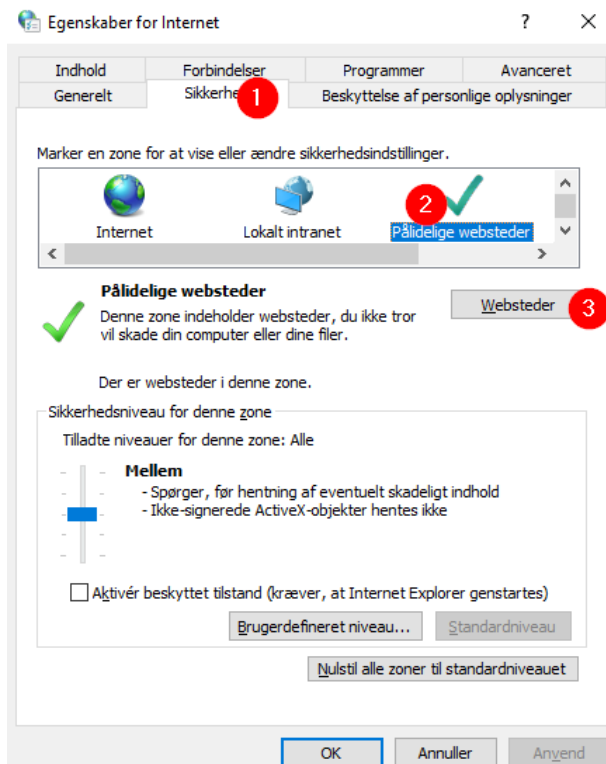 Egenskaber for Internet
Indhold Forbindelser Programmer Avanceret
Generelt 1 Beskyttelse af personlige oplysninger
Marker en zone for at vise eller ændre sikkerhedsindstillinger.
2
Internet Lokalt intranet Pålidelige websteder
Pålidelige websteder
Websteder 3
Denne zone indeholder websteder, du ikke tror
vil skade din computer eller dine filer.
Der er websteder i denne zone.
Sikkerhedsniveau for denne zone
Tilladte niveauer for denne zone: Alle
Mellem
- Spørger, før hentning af eventuelt skadeligt indhold
- Ikke-signerede ActiveX-objekter hentes ikke
Aktivér beskyttet tilstand (kræver, at Internet Explorer genstartes)
Brugerdefineret niveau... Standardniveau
Nulstil alle zoner til standardniveauet
OK Annuller Anvend